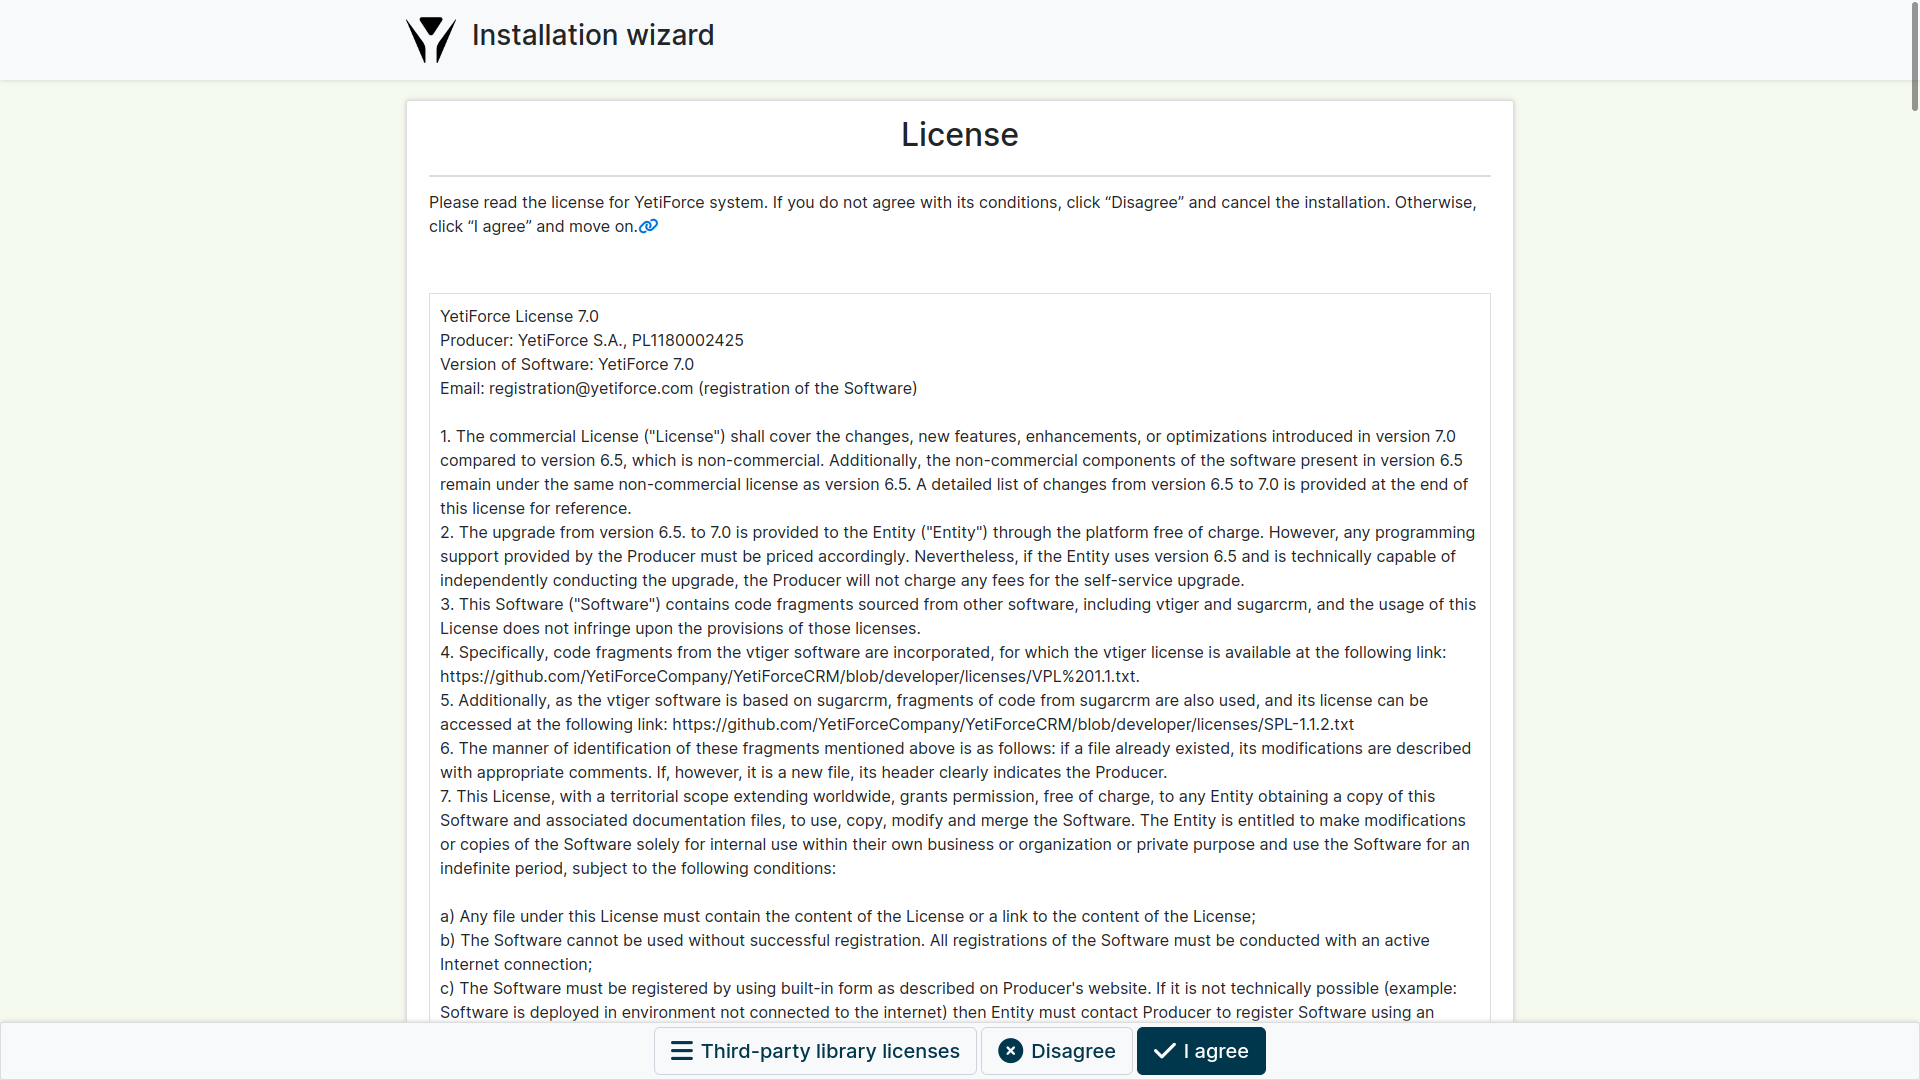 Installation wizard
License
Please read the license for YetiForce system. If you do not agree with its conditions, click “Disagree” and cancel the installation. Otherwise,
click “I agree” and move on.
YetiForce License 7.0
Producer: YetiForce S.A., PL1180002425
Version of Software: YetiForce 7.0
Email: registration@yetiforce.com (registration of the Software)
1. The commercial License ("License") shall cover the changes, new features, enhancements, or optimizations introduced in version 7.0
compared to version 6.5, which is non-commercial. Additionally, the non-commercial components of the software present in version 6.5
remain under the same non-commercial license as version 6.5. A detailed list of changes from version 6.5 to 7.0 is provided at the end of
this license for reference.
2. The upgrade from version 6.5. to 7.0 is provided to the Entity ("Entity") through the platform free of charge. However, any programming
support provided by the Producer must be priced accordingly. Nevertheless, if the Entity uses version 6.5 and is technically capable of
independently conducting the upgrade, the Producer will not charge any fees for the self-service upgrade.
3. This Software ("Software") contains code fragments sourced from other software, including vtiger and sugarcrm, and the usage of this
License does not infringe upon the provisions of those licenses.
4. Specifically, code fragments from the vtiger software are incorporated, for which the vtiger license is available at the following link:
https://github.com/YetiForceCompany/YetiForceCRM/blob/developer/licenses/VPL%201.1.txt.
5. Additionally, as the vtiger software is based on sugarcrm, fragments of code from sugarcrm are also used, and its license can be
accessed at the following link: https://github.com/YetiForceCompany/YetiForceCRM/blob/developer/licenses/SPL-1.1.2.txt
6. The manner of identification of these fragments mentioned above is as follows: if a file already existed, its modifications are described
with appropriate comments. If, however, it is a new file, its header clearly indicates the Producer.
7. This License, with a territorial scope extending worldwide, grants permission, free of charge, to any Entity obtaining a copy of this
Software and associated documentation files, to use, copy, modify and merge the Software. The Entity is entitled to make modifications
or copies of the Software solely for internal use within their own business or organization or private purpose and use the Software for an
indefinite period, subject to the following conditions:
a) Any file under this License must contain the content of the License or a link to the content of the License;
b) The Software cannot be used without successful registration. All registrations of the Software must be conducted with an active
Internet connection;
c) The Software must be registered by using built-in form as described on Producer's website. If it is not technically possible (example:
Software is deployed in environment not connected to the internet) then Entity must contact Producer to register Software using an
Third-party library licenses
Disagree
I agree